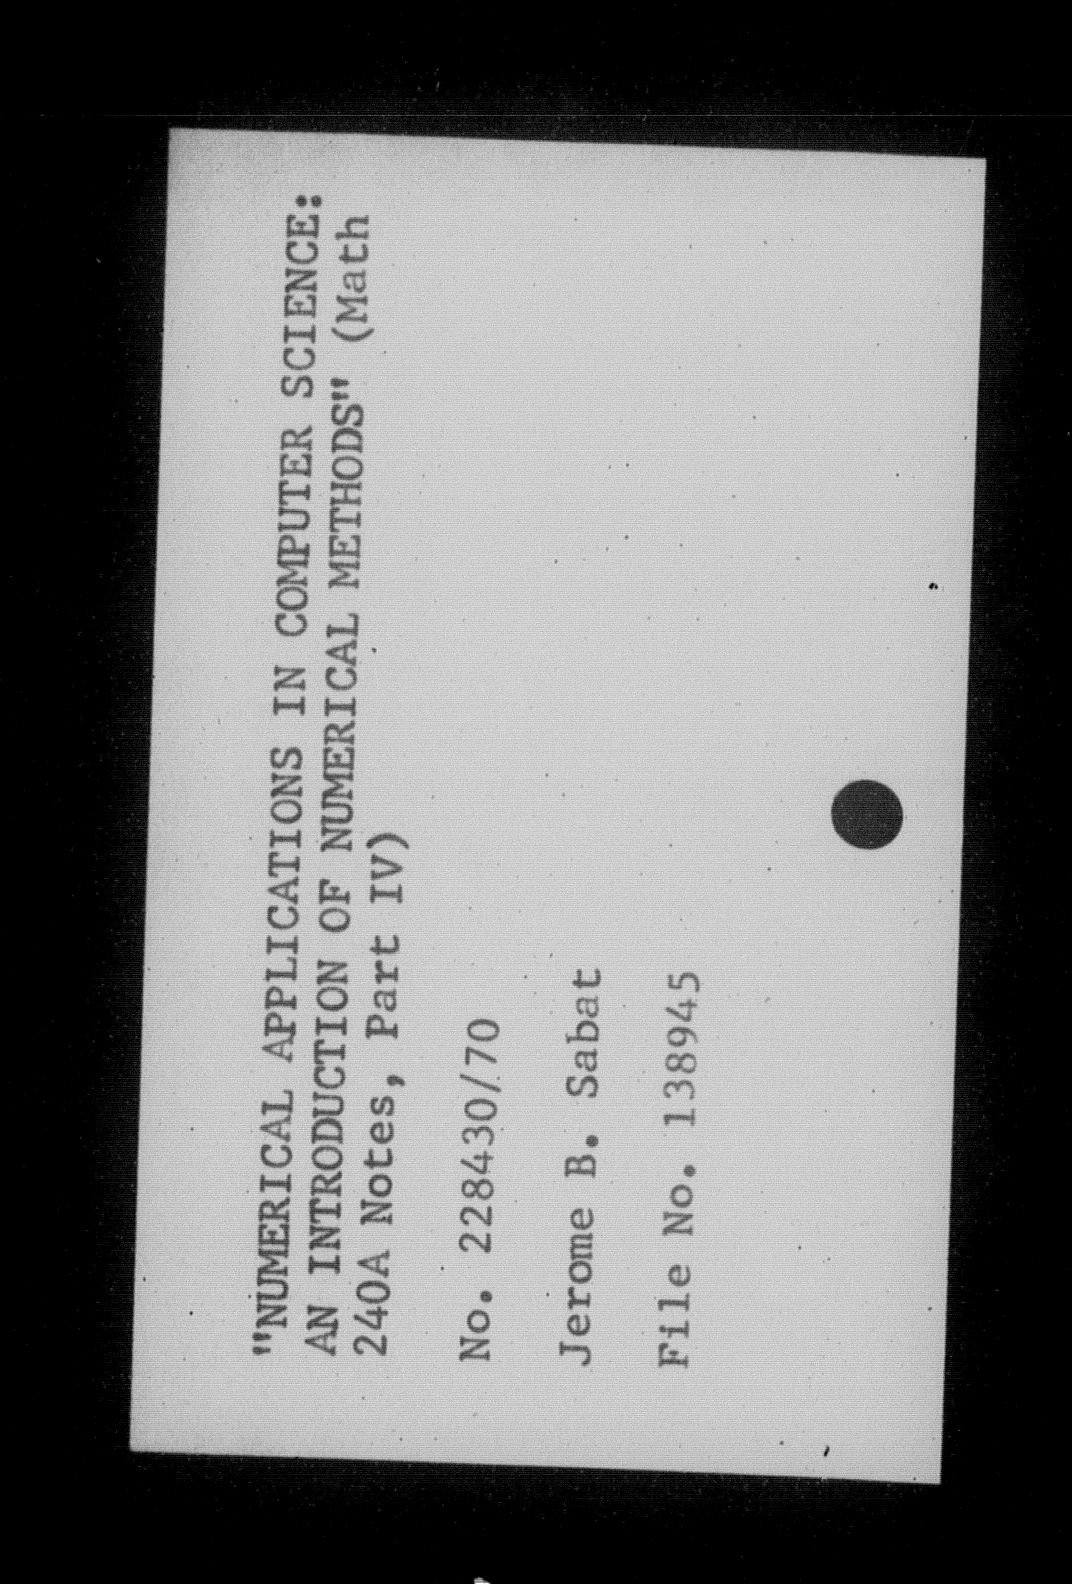 "NUMERICAL APPLICATIONS IN COMPUTER SCIENCE:
AN INTRODUCTION OF NUMERICAL METHODS" (Math
240A Notes, Part IV)
No. 228430/70
Jerome B. Sabat
File No. 138945